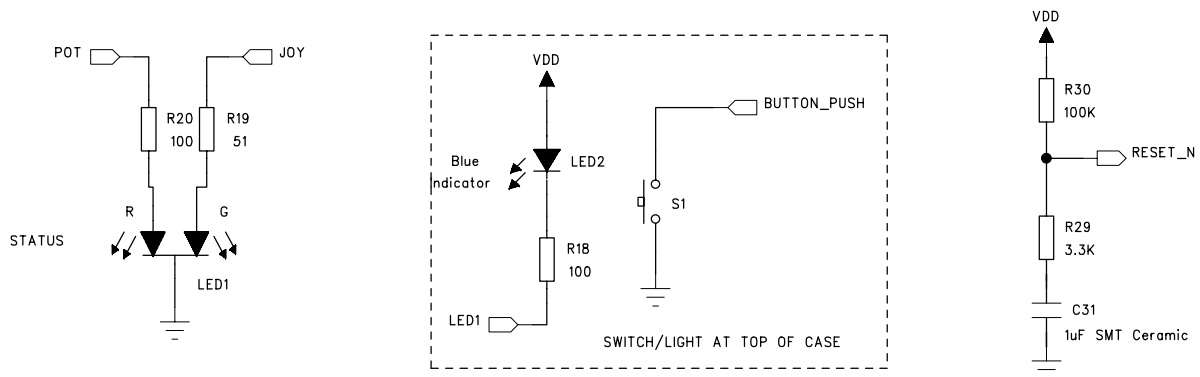 POT
JOY
R20
100
R19
51
R
G
STATUS
LED1
VDD
BUTTON_PUSH
Blue
Indicator
LED2
S1
R18
100
LED1
SWITCH/LIGHT AT TOP OF CASE
VDD
R30
100K
RESET_N
R29
3.3K
C31
1uF SMT Ceramic